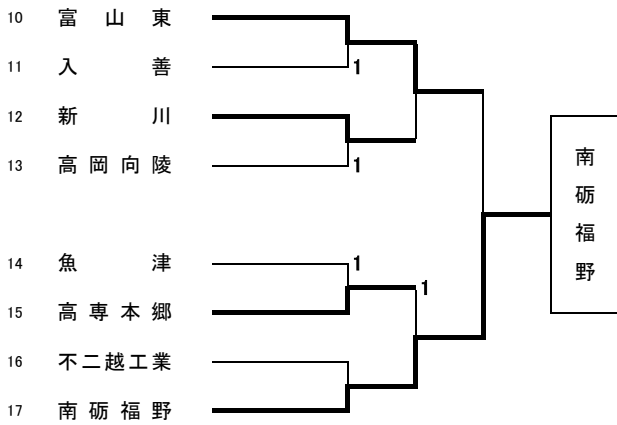 10 富山東
11 入善 1
12 新川
13 高岡向陵 1
14 魚津 1
15 高専本郷 1
16 不二越工業
17 南砺福野
南砺福野